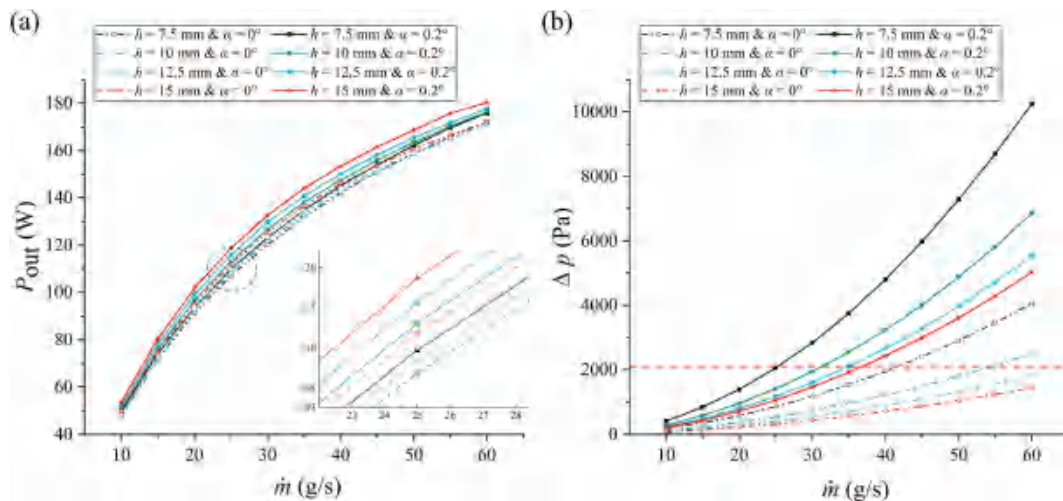 (a)
h = 7.5 mm & α = 0° h = 7.5 mm & α = 0.2°
h = 10 mm & α = 0° h = 10 mm & α = 0.2°
h = 12.5 mm & α = 0° h = 12.5 mm & α = 0.2°
h = 15 mm & α = 0° h = 15 mm & α = 0.2°
180
160
140
120
100
80
60
40
P_out (W)
23 24 25 26 27 28
10 20 30 40 50 60
ṁ (g/s)
(b)
h = 7.5 mm & α = 0° h = 7.5 mm & α = 0.2°
h = 10 mm & α = 0° h = 10 mm & α = 0.2°
h = 12.5 mm & α = 0° h = 12.5 mm & α = 0.2°
h = 15 mm & α = 0° h = 15 mm & α = 0.2°
10000
8000
6000
4000
2000
0
Δ p (Pa)
10 20 30 40 50 60
ṁ (g/s)